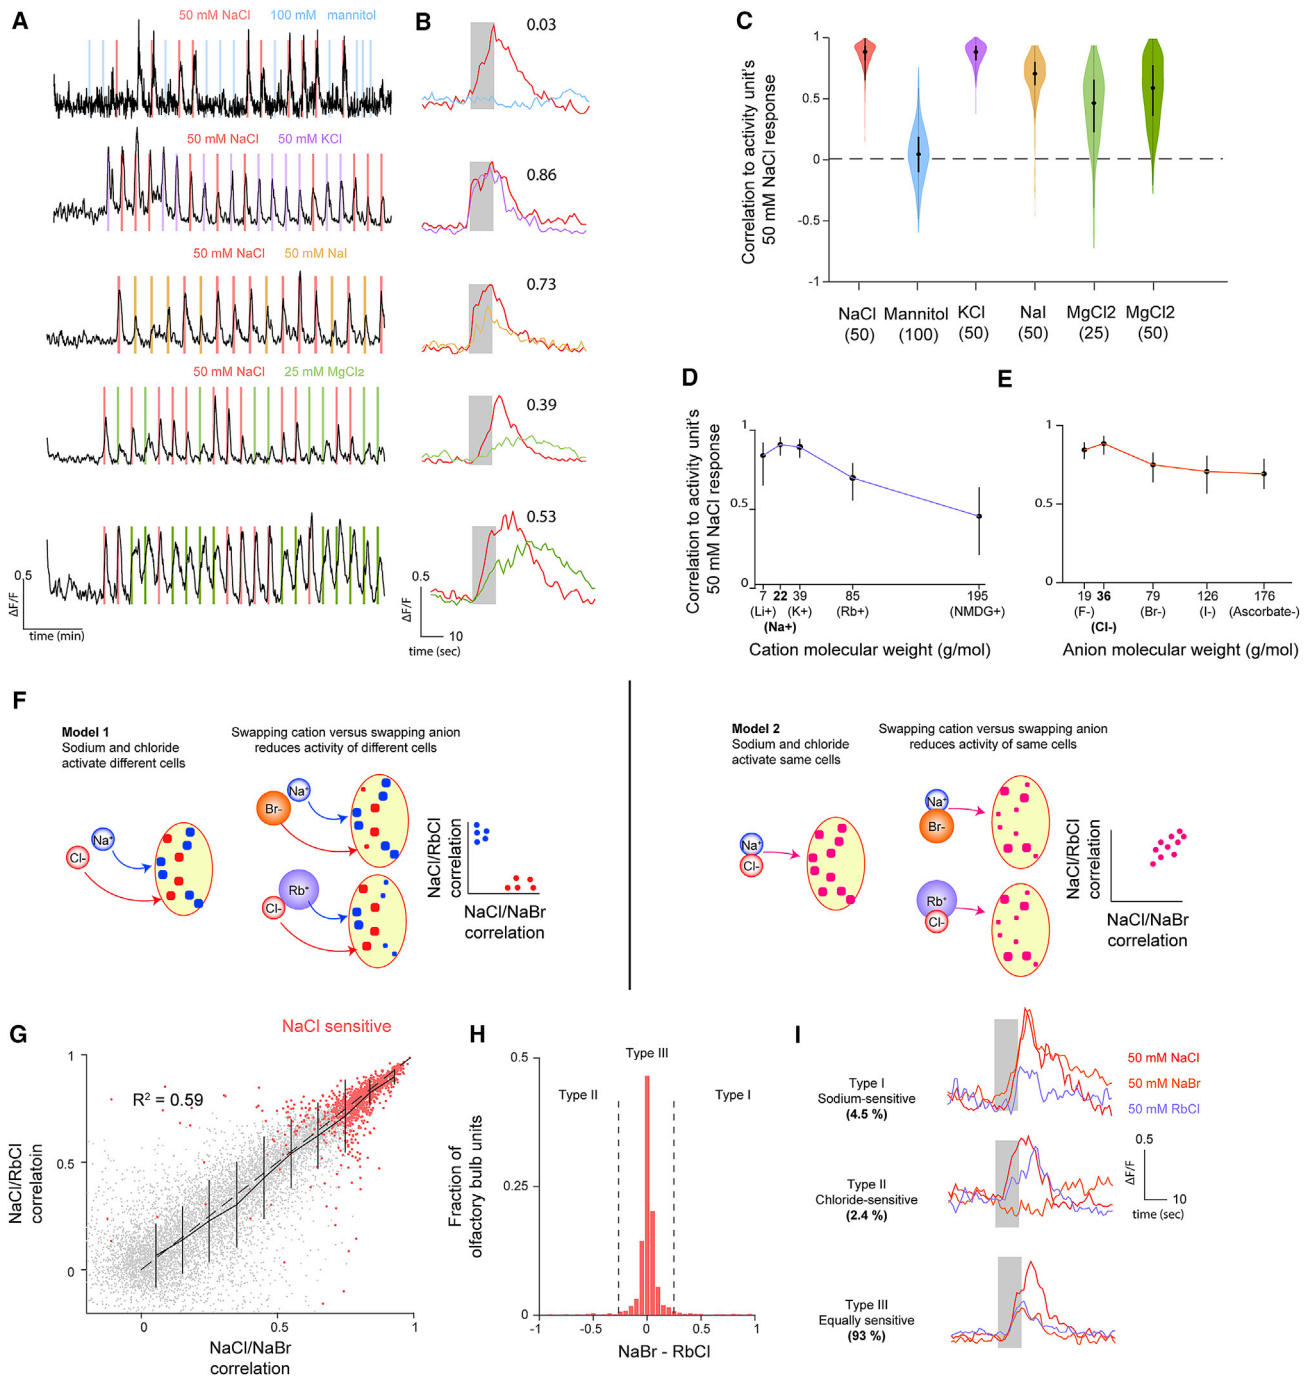 A
50 mM NaCl 100 mM mannitol
50 mM NaCl 50 mM KCl
50 mM NaCl 50 mM NaI
50 mM NaCl 25 mM MgCl2
0.5
ΔF/F
time (min)
B
0.03
0.86
0.73
0.39
0.53
0.5
ΔF/F
10
time (sec)
C
Correlation to activity unit's
50 mM NaCl response
1
0.5
0
-0.5
-1
NaCl Mannitol KCl NaI MgCl2 MgCl2
(50) (100) (50) (50) (25) (50)
D
Correlation to activity unit's
50 mM NaCl response
1
0.5
0
7 22 39 85 195
(Li+) (K+) (Rb+) (NMDG+)
(Na+)
Cation molecular weight (g/mol)
E
1
0.5
0
19 36 79 126 176
(F-) (Br-) (I-) (Ascorbate-)
(Cl-)
Anion molecular weight (g/mol)
F
Model 1
Sodium and chloride
activate different cells
Swapping cation versus swapping anion
reduces activity of different cells
Na+
Cl-
Na+
Br-
Rb+
Cl-
NaCl/RbCl
correlation
NaCl/NaBr
correlation
Model 2
Sodium and chloride
activate same cells
Swapping cation versus swapping anion
reduces activity of same cells
Na+
Cl-
Na+
Br-
Rb+
Cl-
NaCl/RbCl
correlation
NaCl/NaBr
correlation
G
NaCl sensitive
R2 = 0.59
NaCl/RbCl
correlatoin
1
0.5
0
0 0.5 1
NaCl/NaBr
correlation
H
Type III
Type II Type I
Fraction of
olfactory bulb units
0.5
0.25
0
-1 -0.5 0 0.5 1
NaBr - RbCl
I
Type I
Sodium-sensitive
(4.5 %)
50 mM NaCl
50 mM NaBr
50 mM RbCl
Type II
Chloride-sensitive
(2.4 %)
0.5
ΔF/F
10
time (sec)
Type III
Equally sensitive
(93 %)